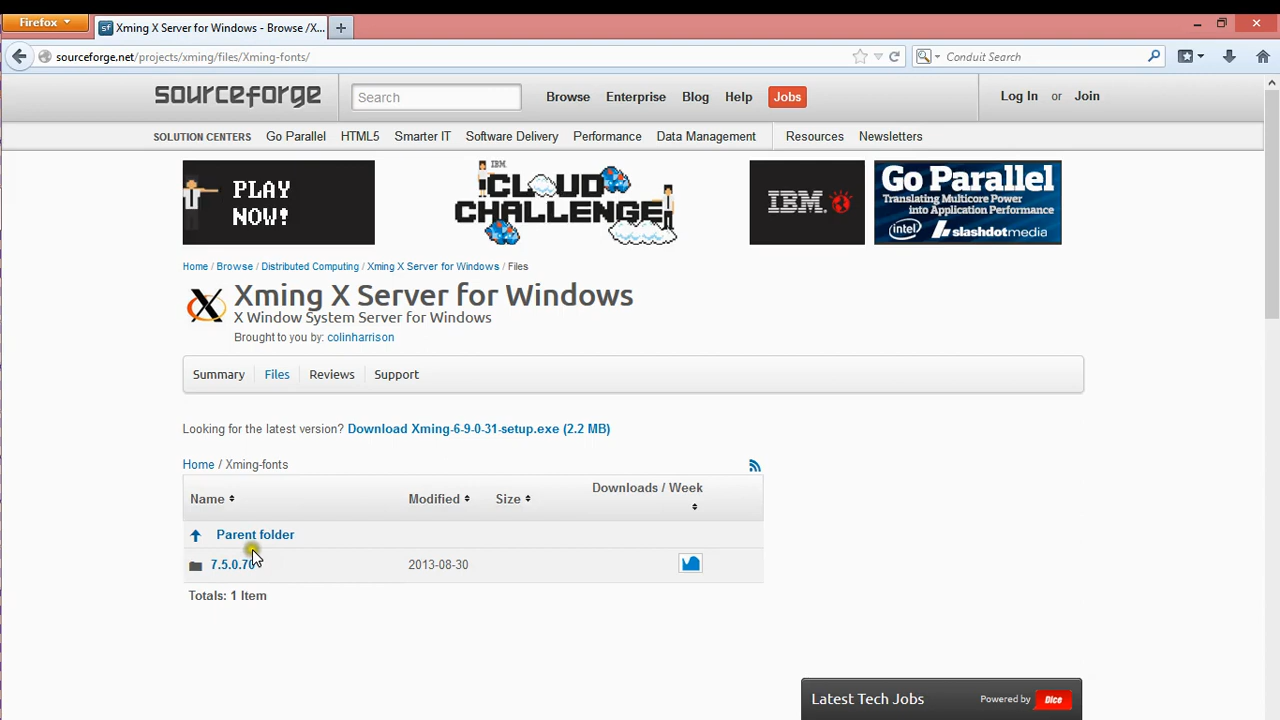 Firefox
Xming X Server for Windows - Browse /X...
sourceforge.net/projects/xming/files/Xming-fonts/
Conduit Search
sourceforge
Search
Browse Enterprise Blog Help Jobs
Log In or Join
SOLUTION CENTERS Go Parallel HTML5 Smarter IT Software Delivery Performance Data Management Resources Newsletters
PLAY
NOW!
IBM.
CLOUD
CHALLENGE
IBM.
Go Parallel
Translating Multicore Power
into Application Performance
intel slashdotmedia
Home / Browse / Distributed Computing / Xming X Server for Windows / Files
Xming X Server for Windows
X Window System Server for Windows
Brought to you by: colinharrison
Summary Files Reviews Support
Looking for the latest version? Download Xming-6-9-0-31-setup.exe (2.2 MB)
Home / Xming-fonts
Name Modified Size Downloads / Week
Parent folder
7.5.0.70 2013-08-30
Totals: 1 Item
Latest Tech Jobs Powered by Dice